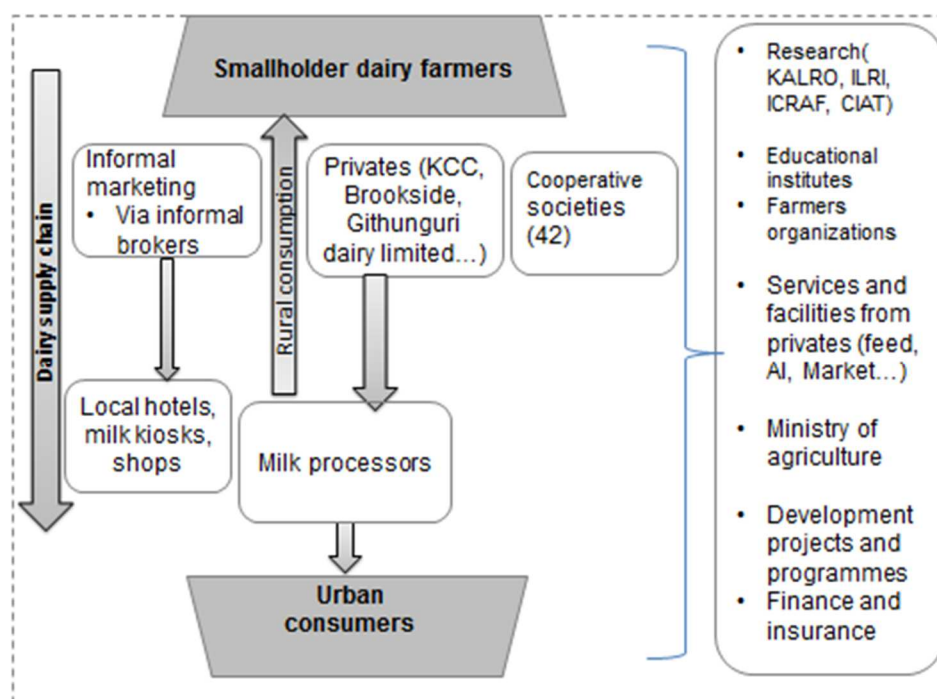 Smallholder dairy farmers
Dairy supply chain
Informal
marketing
• Via informal
brokers
Rural consumption
Privates (KCC,
Brookside,
Githunguri
dairy limited...)
Cooperative
societies
(42)
Local hotels,
milk kiosks,
shops
Milk processors
Urban
consumers
• Research(
KALRO, ILRI,
ICRAF, CIAT)
• Educational
institutes
• Farmers
organizations
• Services and
facilities from
privates (feed,
AI, Market...)
• Ministry of
agriculture
• Development
projects and
programmes
• Finance and
insurance